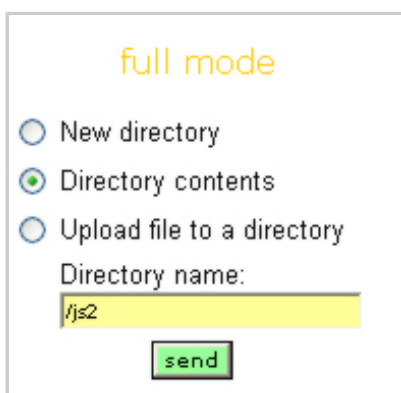 full mode
New directory
Directory contents
Upload file to a directory
Directory name:
/js2
send